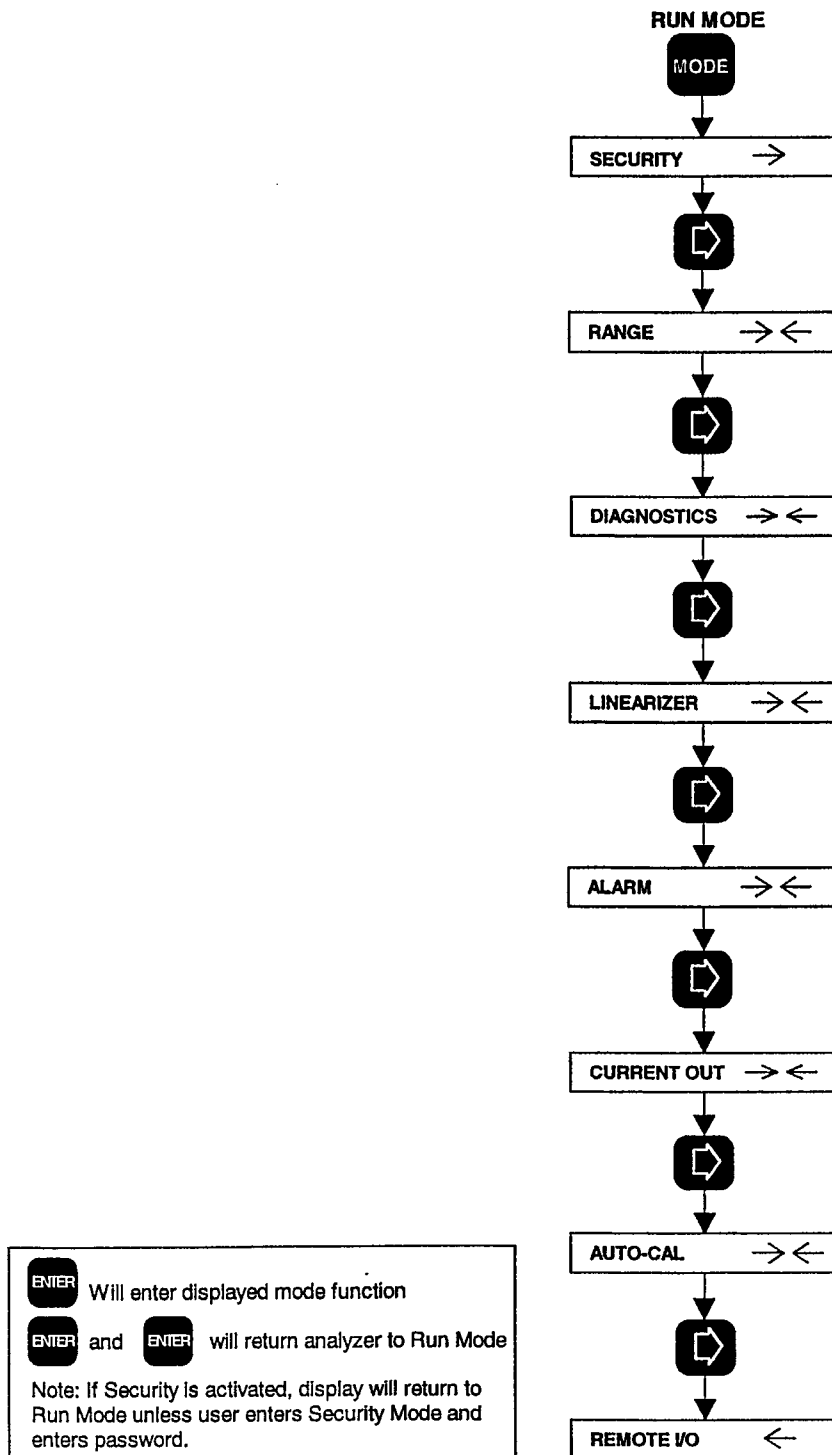 RUN MODE
MODE
SECURITY →
RANGE → ←
DIAGNOSTICS → ←
LINEARIZER → ←
ALARM → ←
CURRENT OUT → ←
AUTO-CAL → ←
REMOTE I/O ←
ENTER Will enter displayed mode function
ENTER and ENTER will return analyzer to Run Mode
Note: If Security is activated, display will return to
Run Mode unless user enters Security Mode and
enters password.